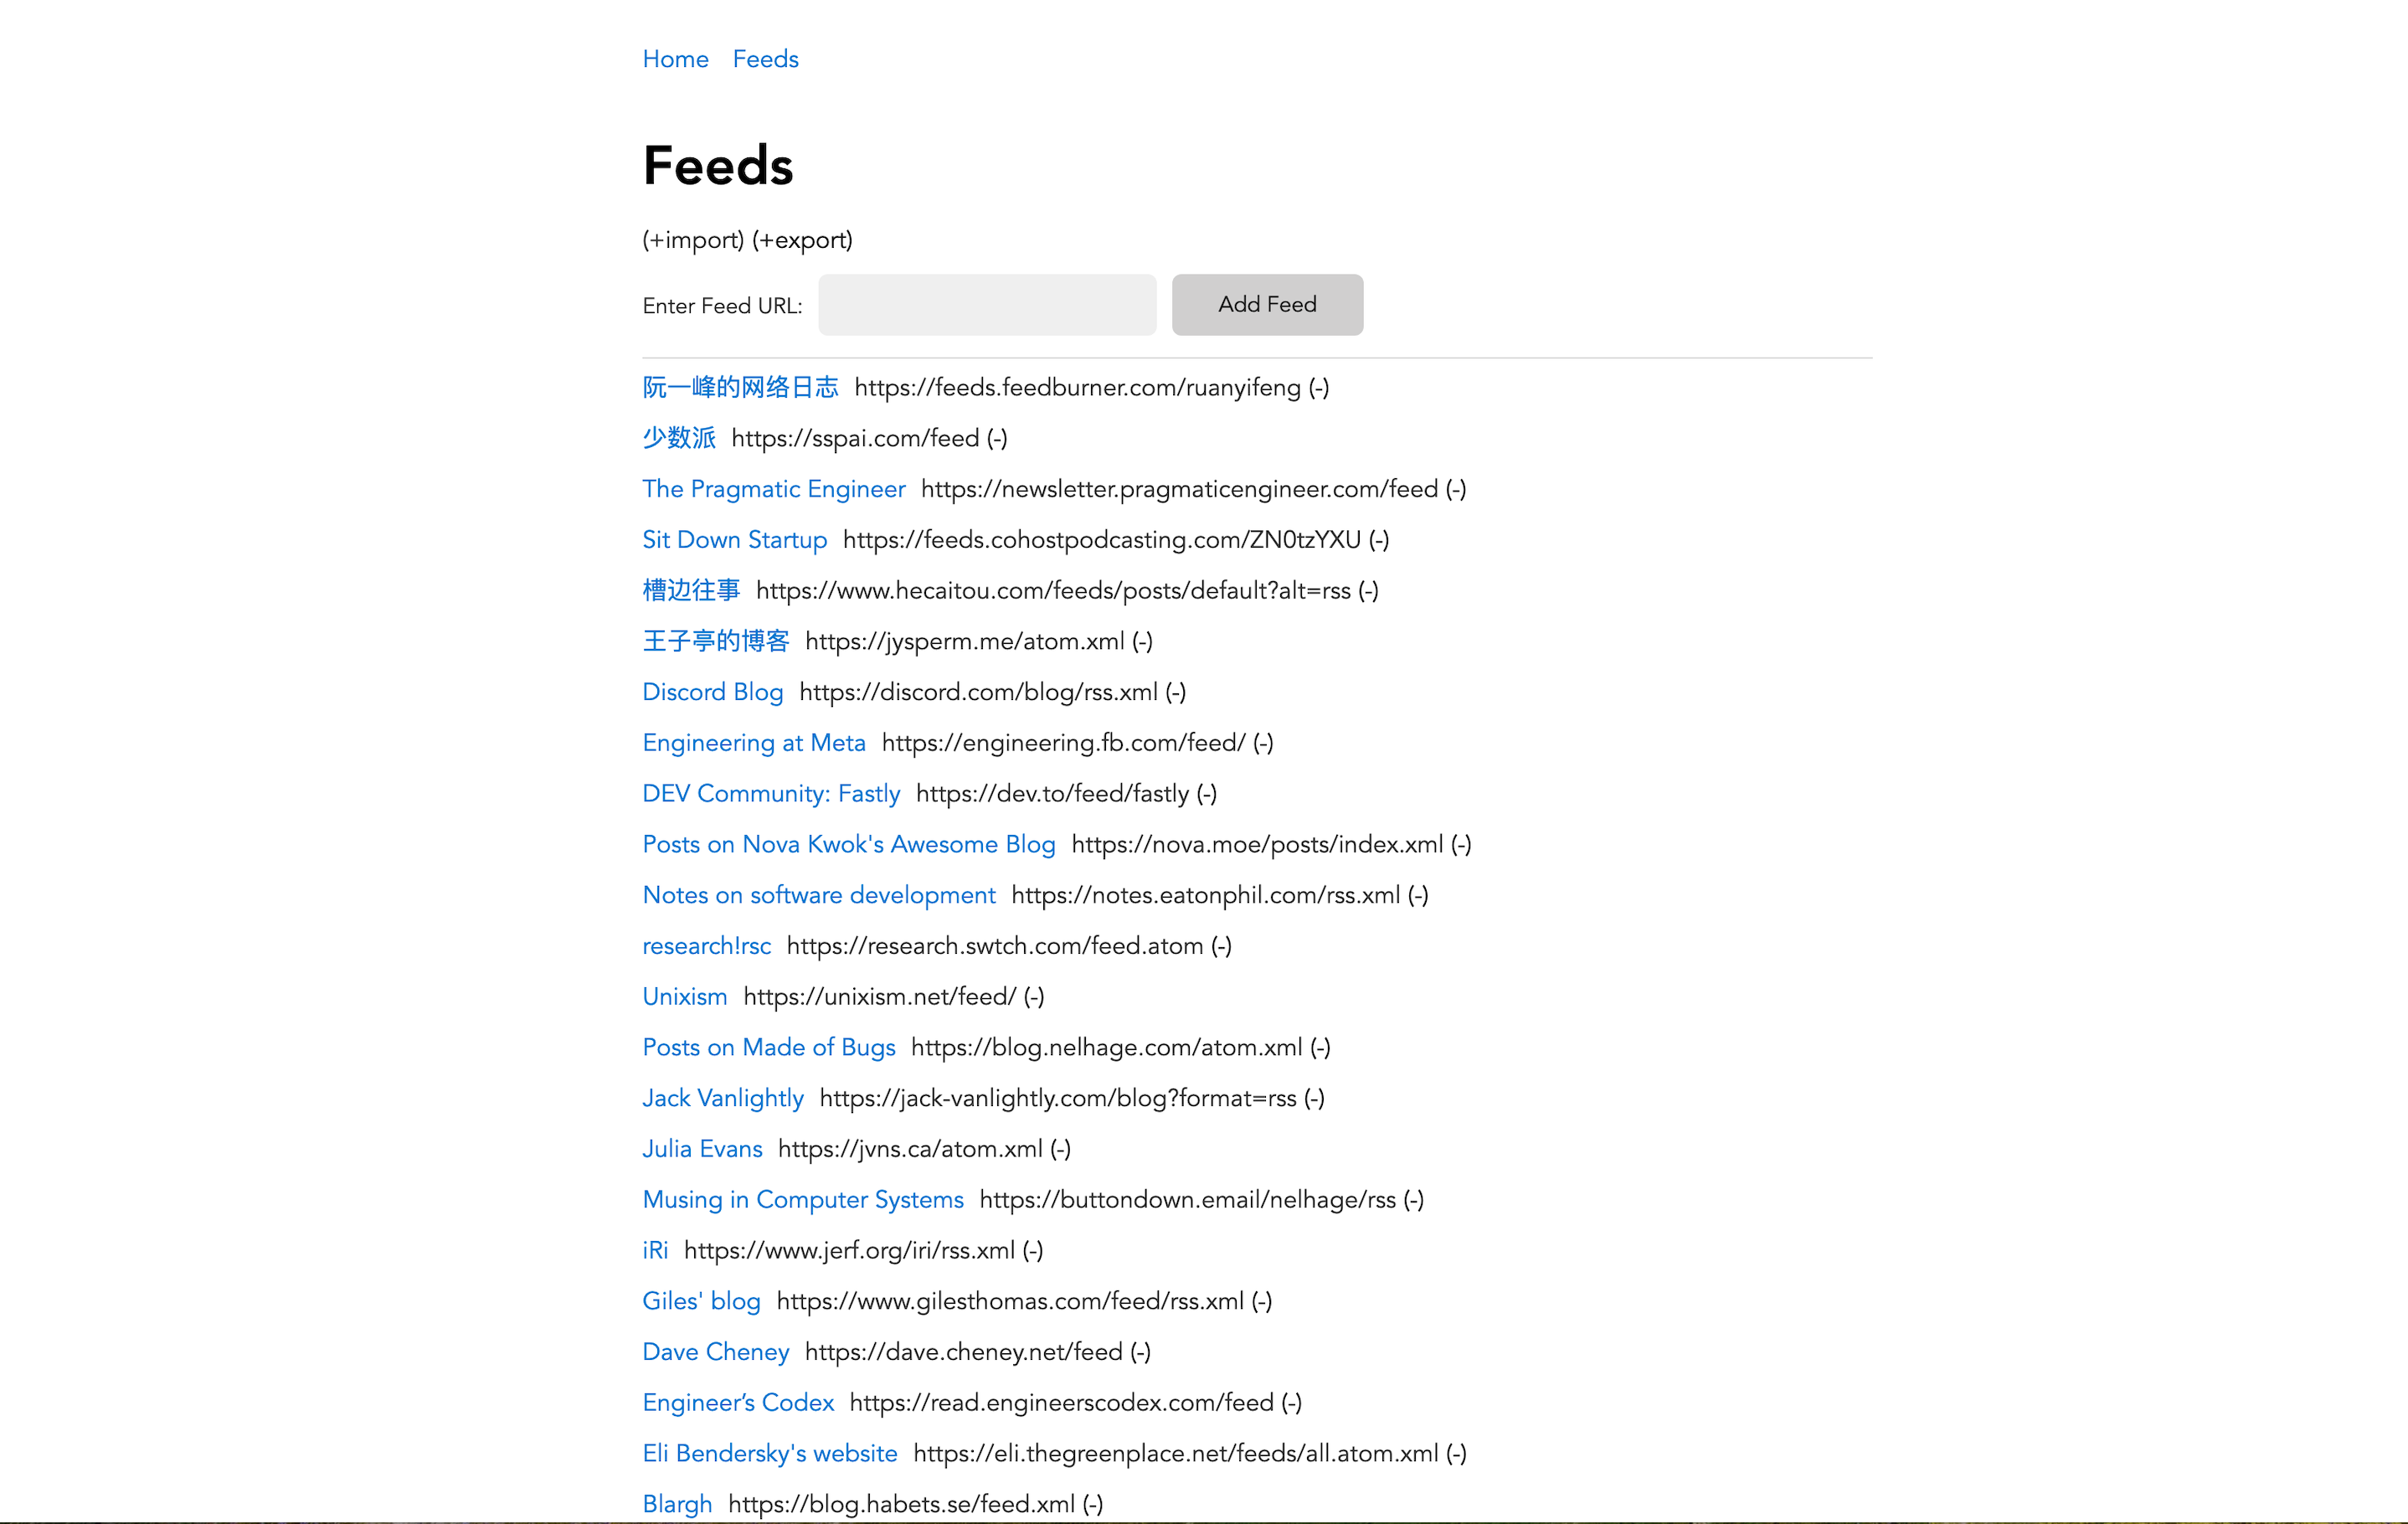 Home Feeds
Feeds
(+import) (+export)
Enter Feed URL: Add Feed
阮一峰的网络日志 https://feeds.feedburner.com/ruanyifeng (-)
少数派 https://sspai.com/feed (-)
The Pragmatic Engineer https://newsletter.pragmaticengineer.com/feed (-)
Sit Down Startup https://feeds.cohostpodcasting.com/ZN0tzYXU (-)
槽边往事 https://www.hecaitou.com/feeds/posts/default?alt=rss (-)
王子亭的博客 https://jysperm.me/atom.xml (-)
Discord Blog https://discord.com/blog/rss.xml (-)
Engineering at Meta https://engineering.fb.com/feed/ (-)
DEV Community: Fastly https://dev.to/feed/fastly (-)
Posts on Nova Kwok's Awesome Blog https://nova.moe/posts/index.xml (-)
Notes on software development https://notes.eatonphil.com/rss.xml (-)
research!rsc https://research.swtch.com/feed.atom (-)
Unixism https://unixism.net/feed/ (-)
Posts on Made of Bugs https://blog.nelhage.com/atom.xml (-)
Jack Vanlightly https://jack-vanlightly.com/blog?format=rss (-)
Julia Evans https://jvns.ca/atom.xml (-)
Musing in Computer Systems https://buttondown.email/nelhage/rss (-)
iRi https://www.jerf.org/iri/rss.xml (-)
Giles' blog https://www.gilesthomas.com/feed/rss.xml (-)
Dave Cheney https://dave.cheney.net/feed (-)
Engineer’s Codex https://read.engineerscodex.com/feed (-)
Eli Bendersky's website https://eli.thegreenplace.net/feeds/all.atom.xml (-)
Blargh https://blog.habets.se/feed.xml (-)